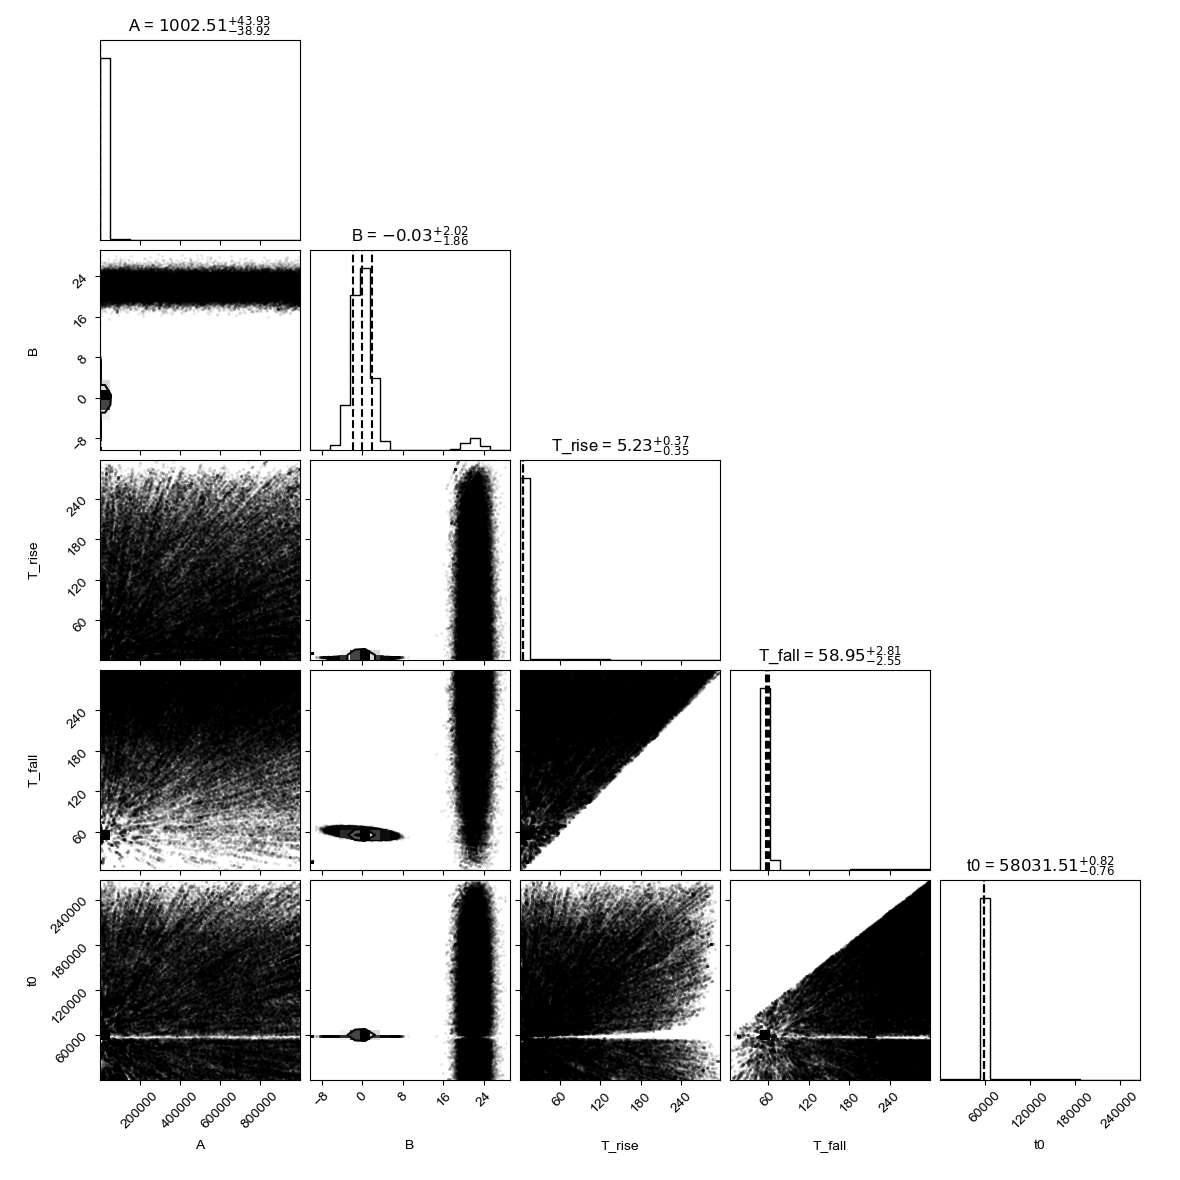 A = 1002.51+43.93−38.92
B = −0.03+2.02−1.86
24
16
8
0
−8
B
T_rise = 5.23+0.37−0.35
240
180
120
60
T_rise
T_fall = 58.95+2.81−2.55
240
180
120
60
T_fall
t0 = 58031.51+0.82−0.76
240000
180000
120000
60000
t0
200000 400000 600000 800000
−8 0 8 16 24
60 120 180 240
60 120 180 240
60000 120000 180000 240000
A B T_rise T_fall t0